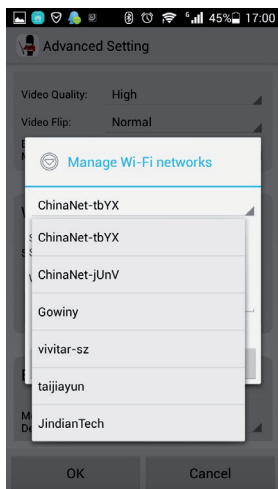 6 45% 17:00
Advanced Setting
Video Quality: High
Video Flip: Normal
Manage Wi-Fi networks
ChinaNet-tbYX
ChinaNet-tbYX
ChinaNet-jUnV
Gowiny
vivitar-sz
taijiayun
JindianTech
OK Cancel